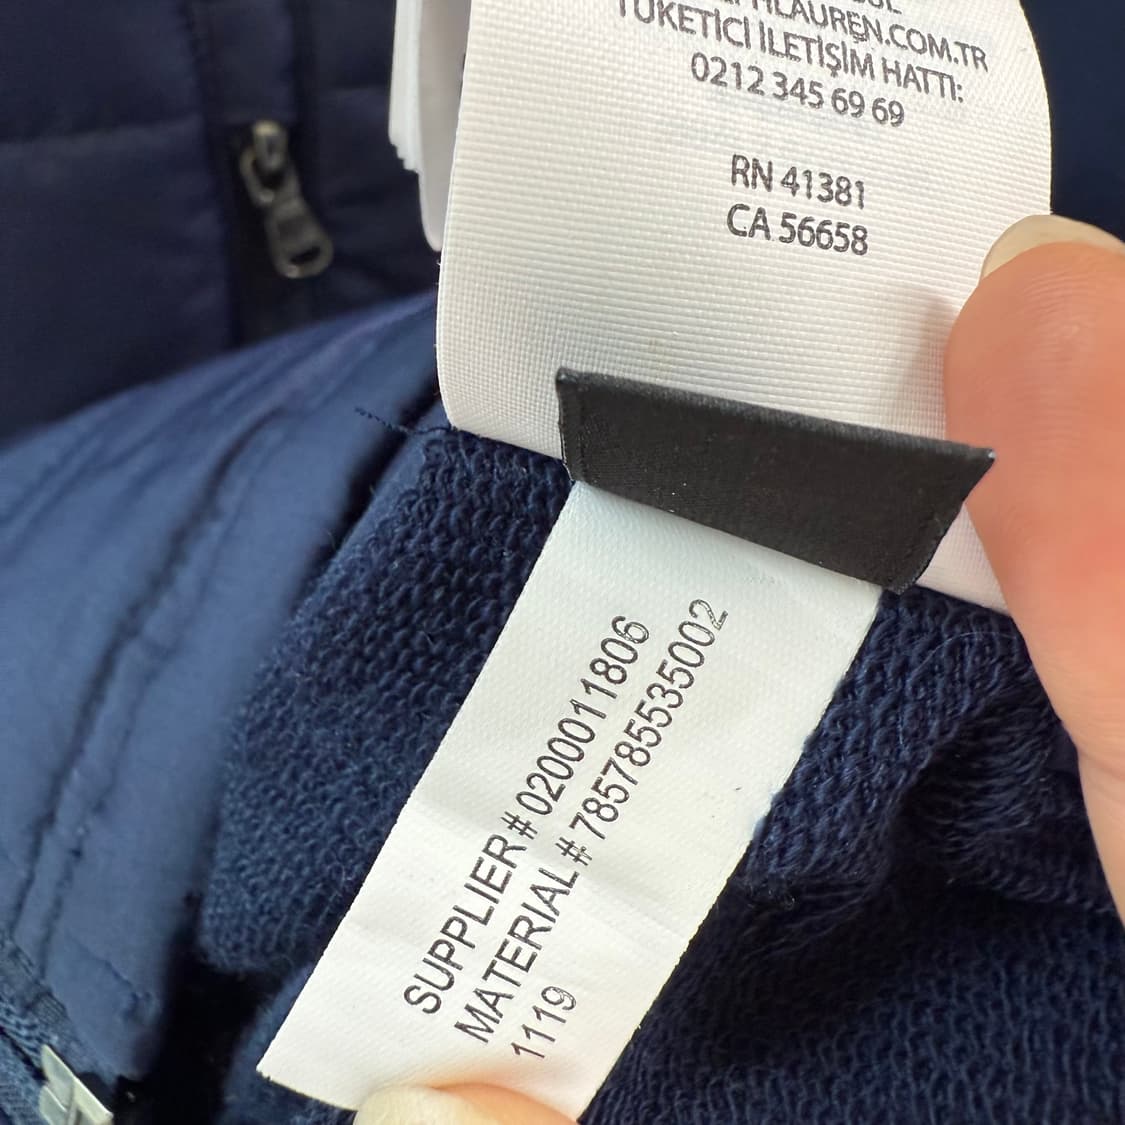 TÜKETİCİ İLETİŞİM HATTI:
0212 345 69 69
RN 41381
CA 56658
SUPPLIER# 0200011806
MATERIAL# 785785535002
1119